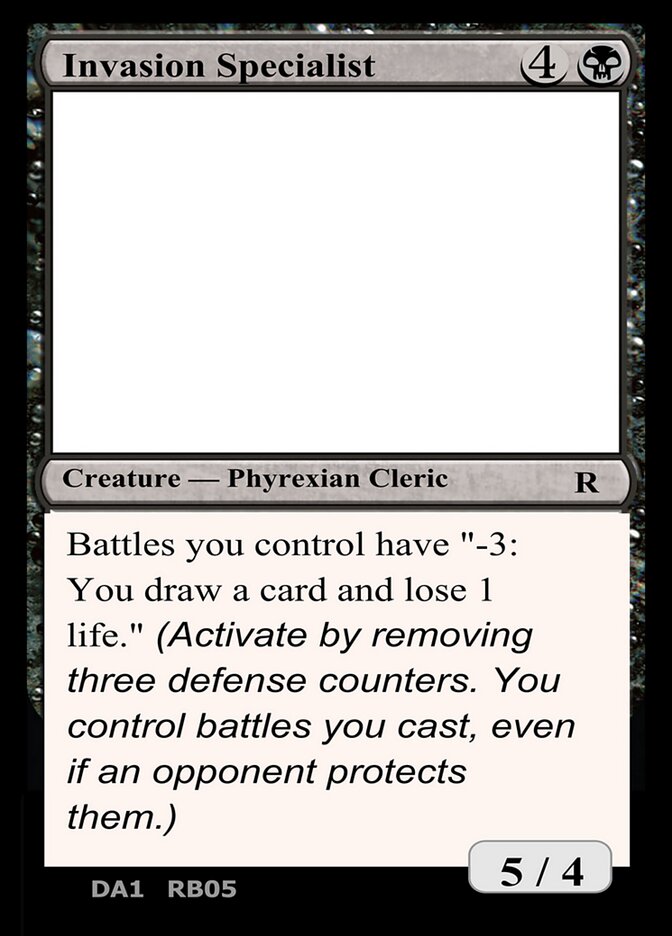 Invasion Specialist 4
Creature — Phyrexian Cleric R
Battles you control have "-3:
You draw a card and lose 1
life." (Activate by removing
three defense counters. You
control battles you cast, even
if an opponent protects
them.)
5 / 4
DA1 RB05